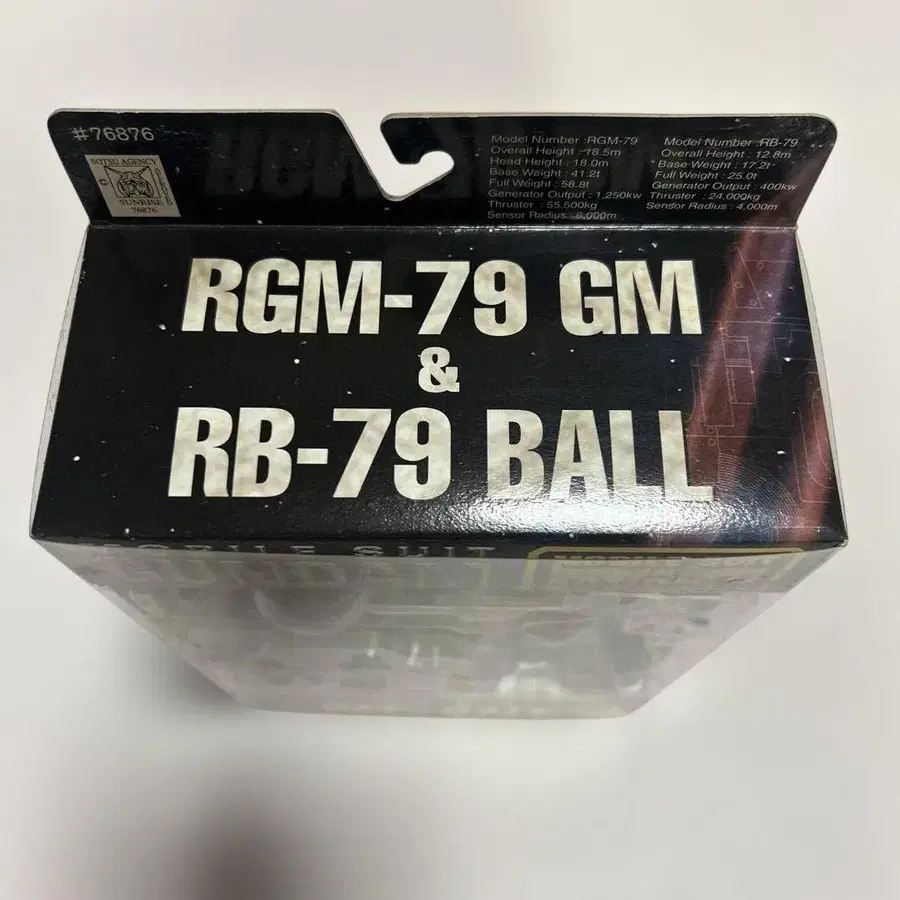 #76876
SOTSU AGENCY
SUNRISE
76876
Model Number : RGM-79
Overall Height : 18.5m
Head Height : 18.0m
Base Weight : 41.2t
Full Weight : 58.8t
Generator Output : 1,250kw
Thruster : 55,500kg
Sensor Radius : 6,000m
Model Number : RB-79
Overall Height : 12.8m
Base Weight : 17.2t
Full Weight : 25.0t
Generator Output : 400kw
Thruster : 24,000kg
Sensor Radius : 4,000m
RGM-79 GM
&
RB-79 BALL
MOBILE SUIT
GUNDAM